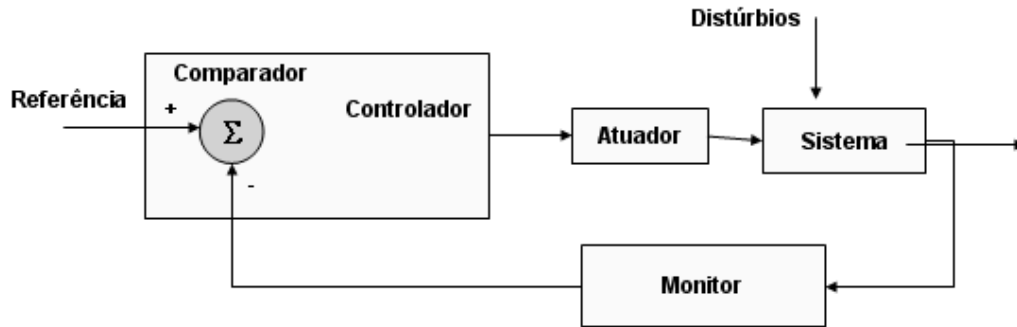 Distúrbios
Comparador
Referência
+
Controlador
Σ
Atuador
Sistema
-
Monitor